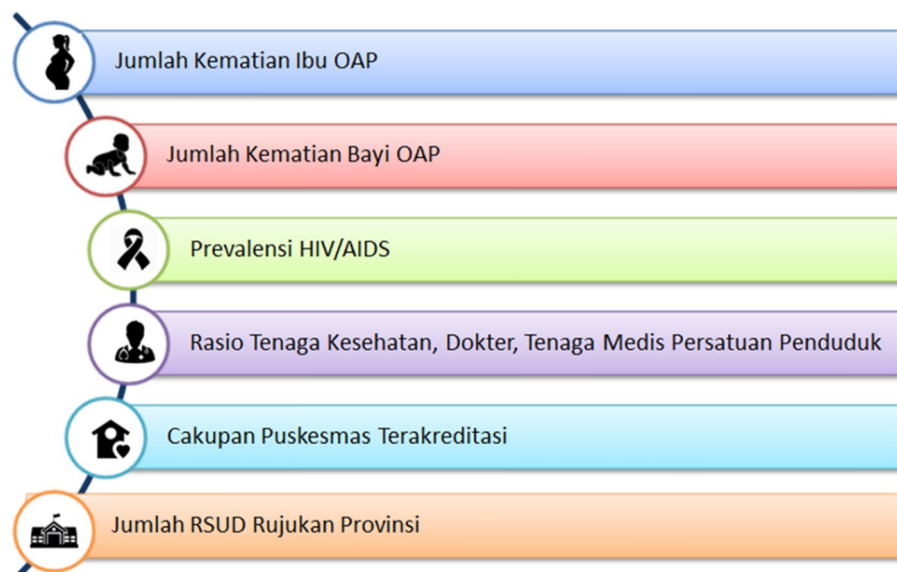 Jumlah Kematian Ibu OAP
Jumlah Kematian Bayi OAP
Prevalensi HIV/AIDS
Rasio Tenaga Kesehatan, Dokter, Tenaga Medis Persatuan Penduduk
Cakupan Puskesmas Terakreditasi
Jumlah RSUD Rujukan Provinsi